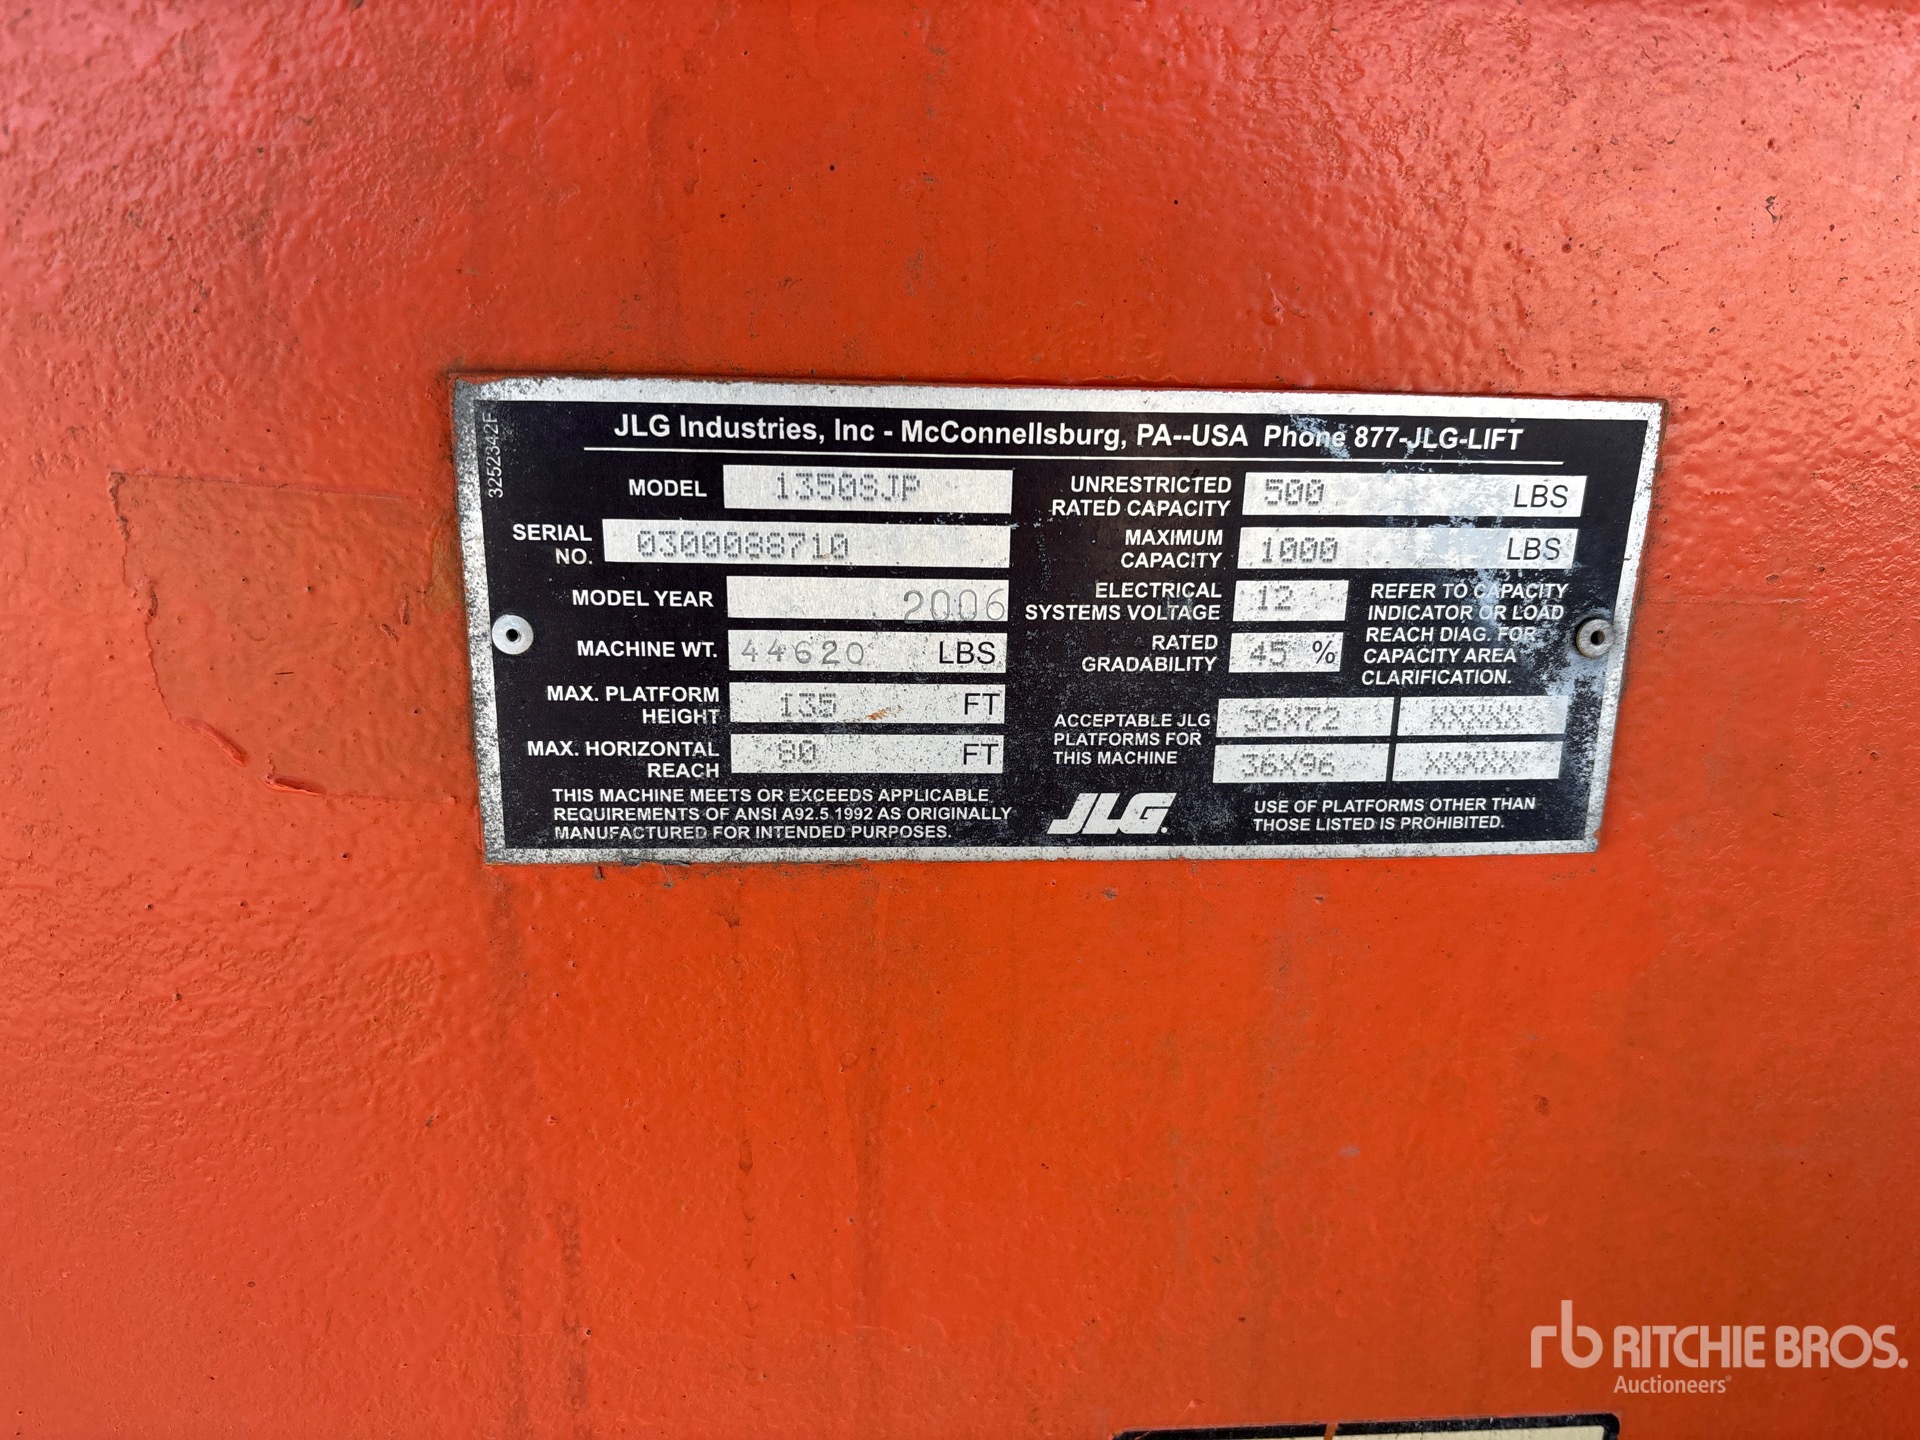 3252342F
JLG Industries, Inc - McConnellsburg, PA--USA Phone 877-JLG-LIFT
MODEL 1350SJP
SERIAL NO. 0300088710
MODEL YEAR 2006
MACHINE WT. 44620 LBS
MAX. PLATFORM HEIGHT 135 FT
MAX. HORIZONTAL REACH 80 FT
THIS MACHINE MEETS OR EXCEEDS APPLICABLE
REQUIREMENTS OF ANSI A92.5 1992 AS ORIGINALLY
MANUFACTURED FOR INTENDED PURPOSES.
UNRESTRICTED RATED CAPACITY 500 LBS
MAXIMUM CAPACITY 1000 LBS
ELECTRICAL SYSTEMS VOLTAGE 12
RATED GRADABILITY 45 %
REFER TO CAPACITY
INDICATOR OR LOAD
REACH DIAG. FOR
CAPACITY AREA
CLARIFICATION.
ACCEPTABLE JLG
PLATFORMS FOR
THIS MACHINE
36X72 XXXXX
36X96 XXXXX
JLG
USE OF PLATFORMS OTHER THAN
THOSE LISTED IS PROHIBITED.
rb RITCHIE BROS.
Auctioneers